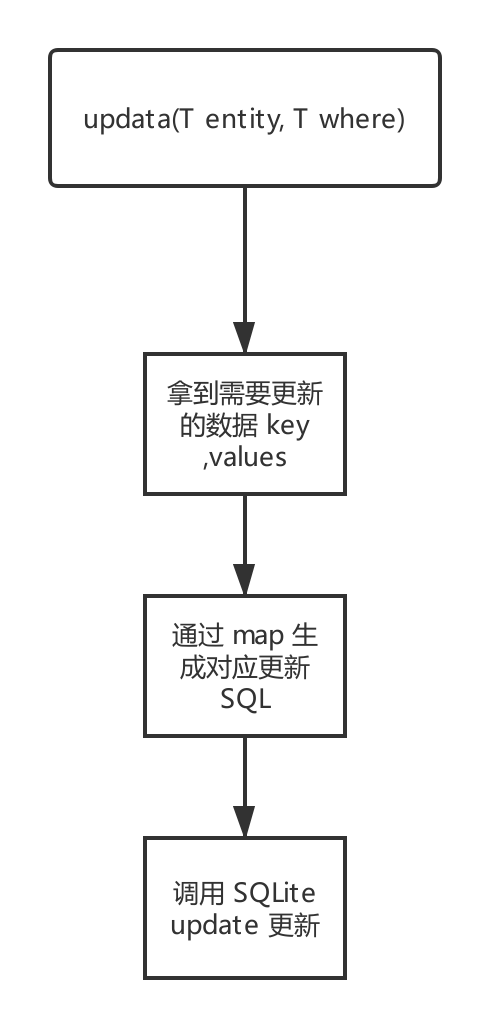 updata(T entity, T where)
拿到需要更新
的数据 key
,values
通过 map 生
成对应更新
SQL
调用 SQLite
update 更新